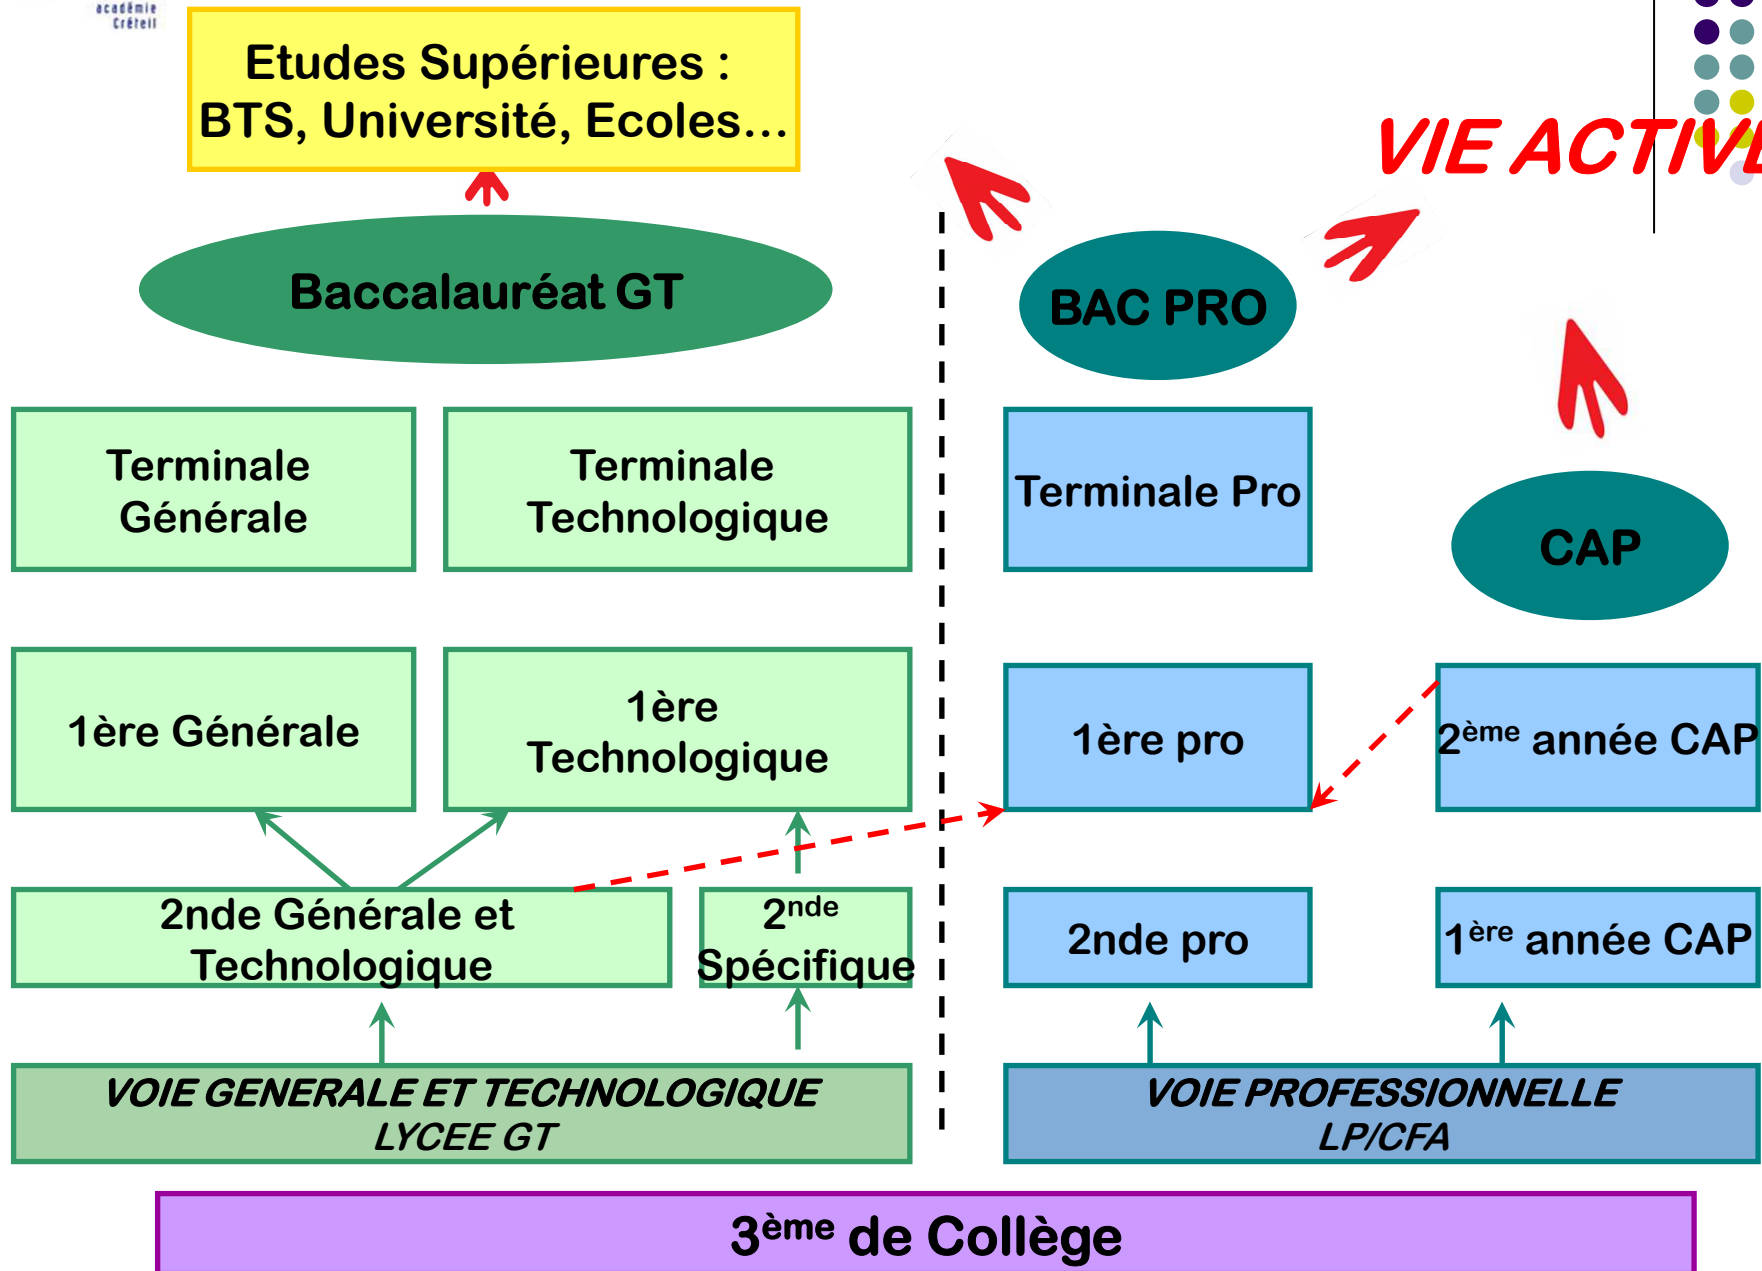 académie
Créteil
Etudes Supérieures :
BTS, Université, Ecoles...
VIE ACTIVE
Baccalauréat GT
BAC PRO
Terminale
Générale
Terminale
Technologique
Terminale Pro
CAP
1ère Générale
1ère
Technologique
1ère pro
2ème année CAP
2nde Générale et
Technologique
2nde
Spécifique
2nde pro
1ère année CAP
VOIE GENERALE ET TECHNOLOGIQUE
LYCEE GT
VOIE PROFESSIONNELLE
LP/CFA
3ème de Collège